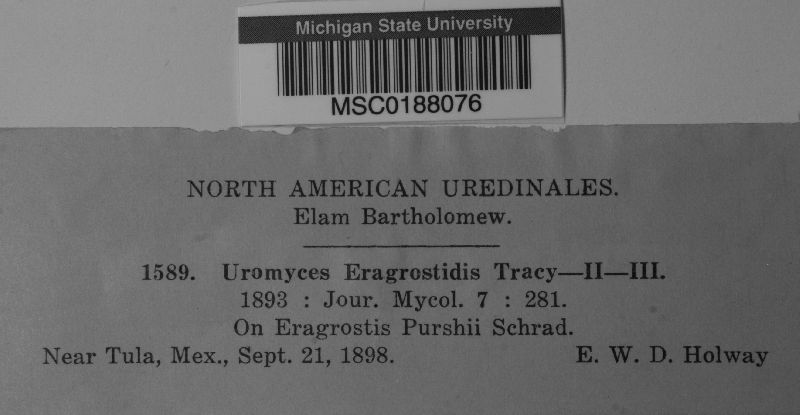 Michigan State University
MSC0188076
NORTH AMERICAN UREDINALES.
Elam Bartholomew.
1589. Uromyces Eragrostidis Tracy—II—III.
1893 : Jour. Mycol. 7 : 281.
On Eragrostis Purshii Schrad.
Near Tula, Mex., Sept. 21, 1898. E. W. D. Holway